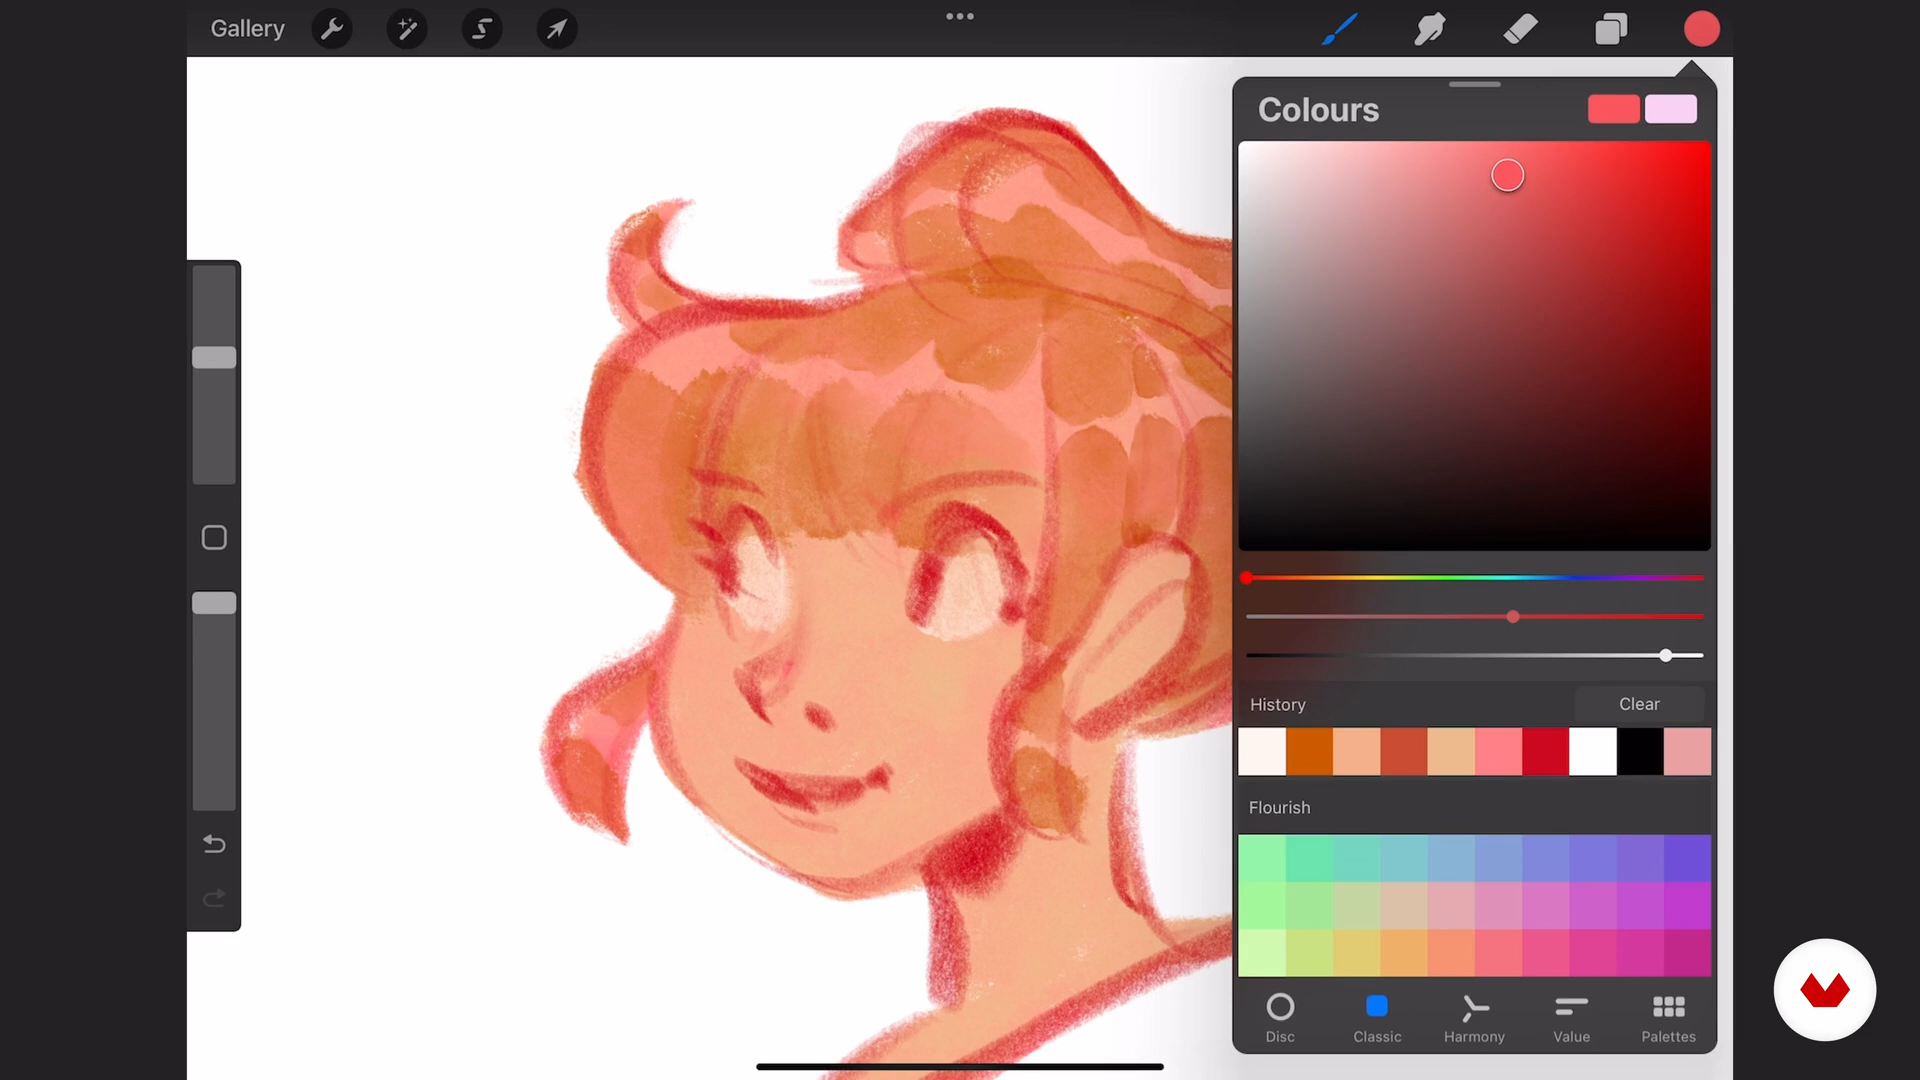 Gallery
Colours
History
Clear
Flourish
Disc
Classic
Harmony
Value
Palettes